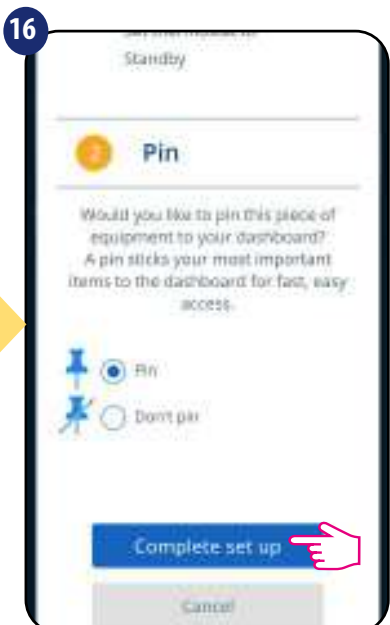 16
Standby
Pin
Would you like to pin this piece of
equipment to your dashboard?
A pin sticks your most important
items to the dashboard for fast, easy
access.
Pin
Don't pin
Complete set up
Cancel